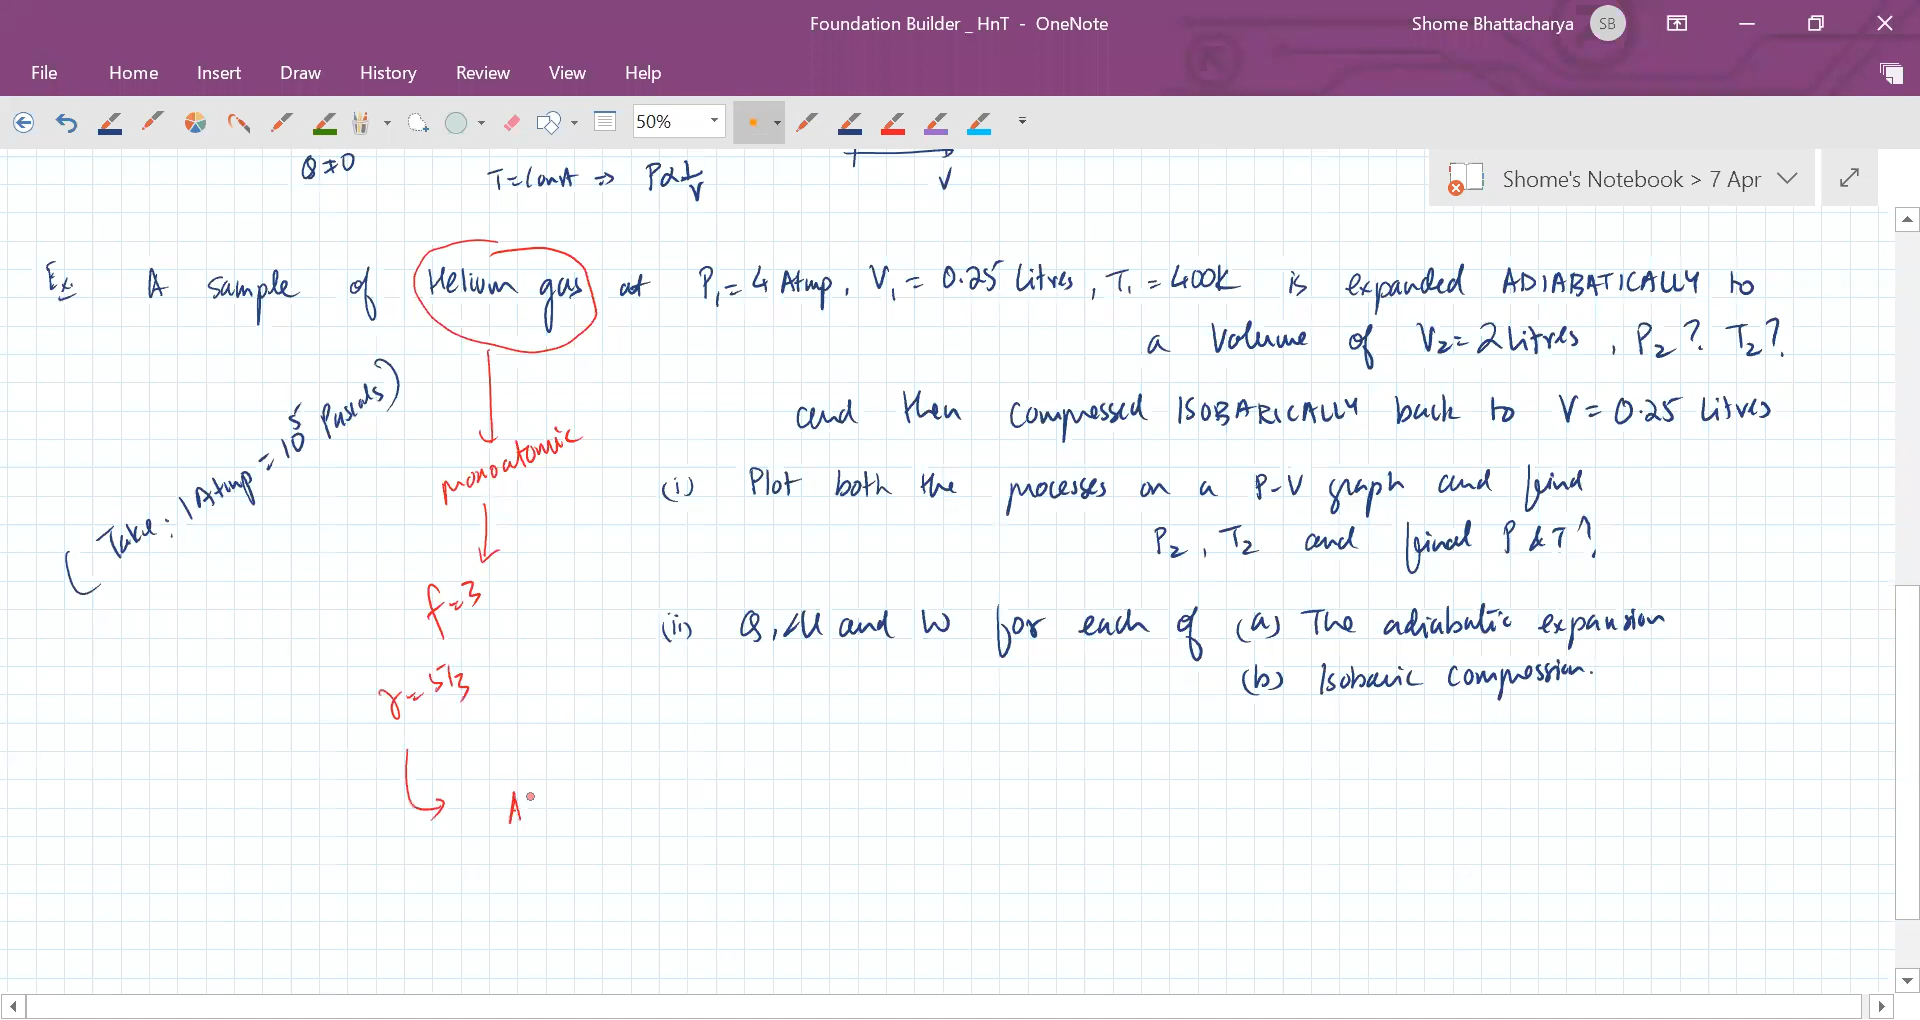 Foundation Builder _ HnT - OneNote
Shome Bhattacharya SB
File Home Insert Draw History Review View Help
50%
Shome's Notebook > 7 Apr
Q≠0
T=Const ⇒ P∝1/V
V
Ex. A sample of Helium gas at P₁=4 Atmp, V₁=0.25 Litres, T₁=400K is expanded ADIABATICALLY to
a volume of V₂=2 Litres, P₂? T₂?
and then compressed ISOBARICALLY back to V=0.25 Litres
(Take: 1 Atmp = 10⁵ Pascals)
monoatomic
(i) Plot both the processes on a P-V graph and find
P₂, T₂ and final P & T?
f=3
(ii) Q, ΔU and W for each of (a) The adiabatic expansion
(b) Isobaric compression.
γ=5/3
A